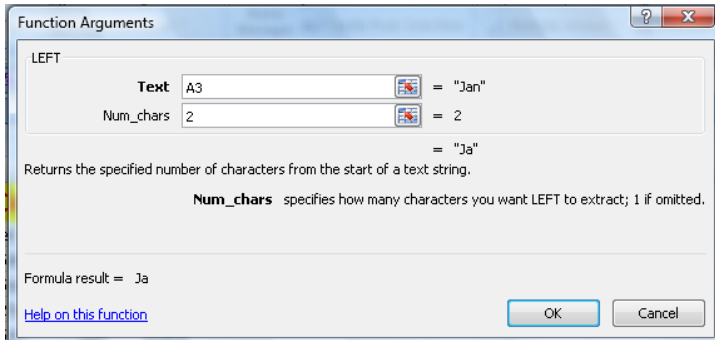 Function Arguments
LEFT
Text A3 = "Jan"
Num_chars 2 = 2
= "Ja"
Returns the specified number of characters from the start of a text string.
Num_chars specifies how many characters you want LEFT to extract; 1 if omitted.
Formula result = Ja
Help on this function OK Cancel